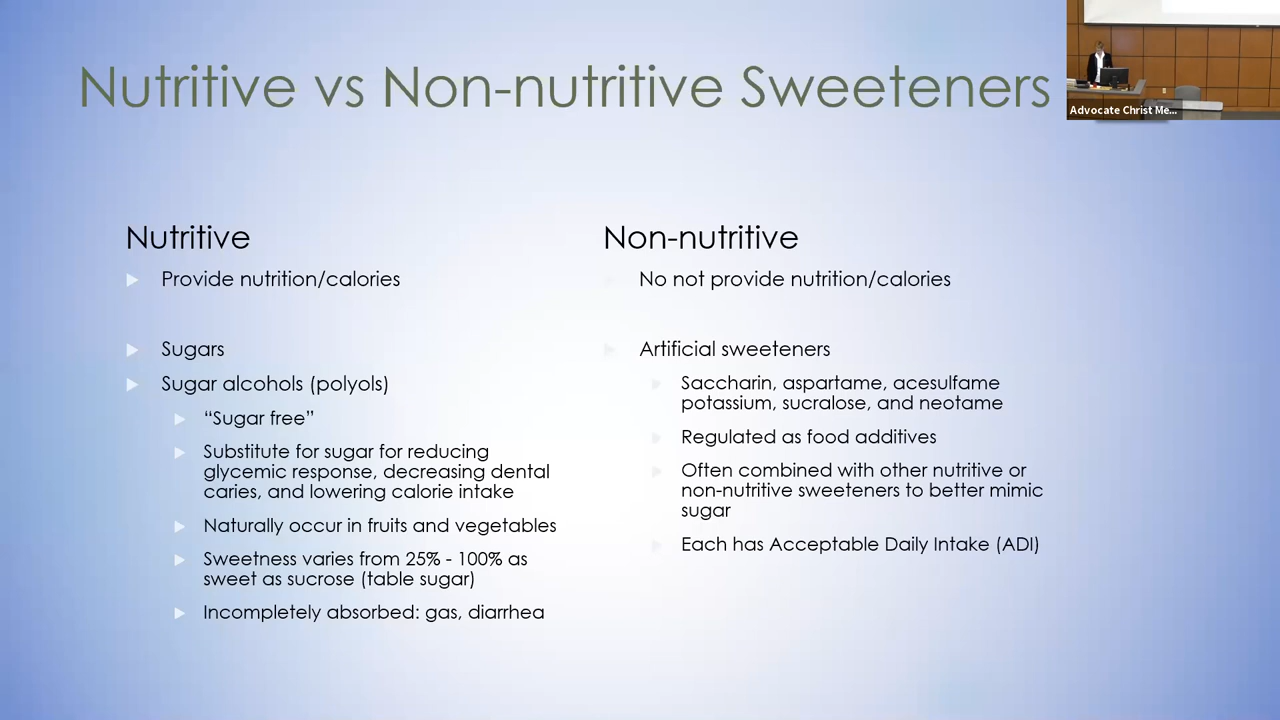 Nutritive vs Non-nutritive Sweeteners
Advocate Christ Me...
Nutritive
Provide nutrition/calories
Sugars
Sugar alcohols (polyols)
“Sugar free”
Substitute for sugar for reducing
glycemic response, decreasing dental
caries, and lowering calorie intake
Naturally occur in fruits and vegetables
Sweetness varies from 25% - 100% as
sweet as sucrose (table sugar)
Incompletely absorbed: gas, diarrhea
Non-nutritive
No not provide nutrition/calories
Artificial sweeteners
Saccharin, aspartame, acesulfame
potassium, sucralose, and neotame
Regulated as food additives
Often combined with other nutritive or
non-nutritive sweeteners to better mimic
sugar
Each has Acceptable Daily Intake (ADI)